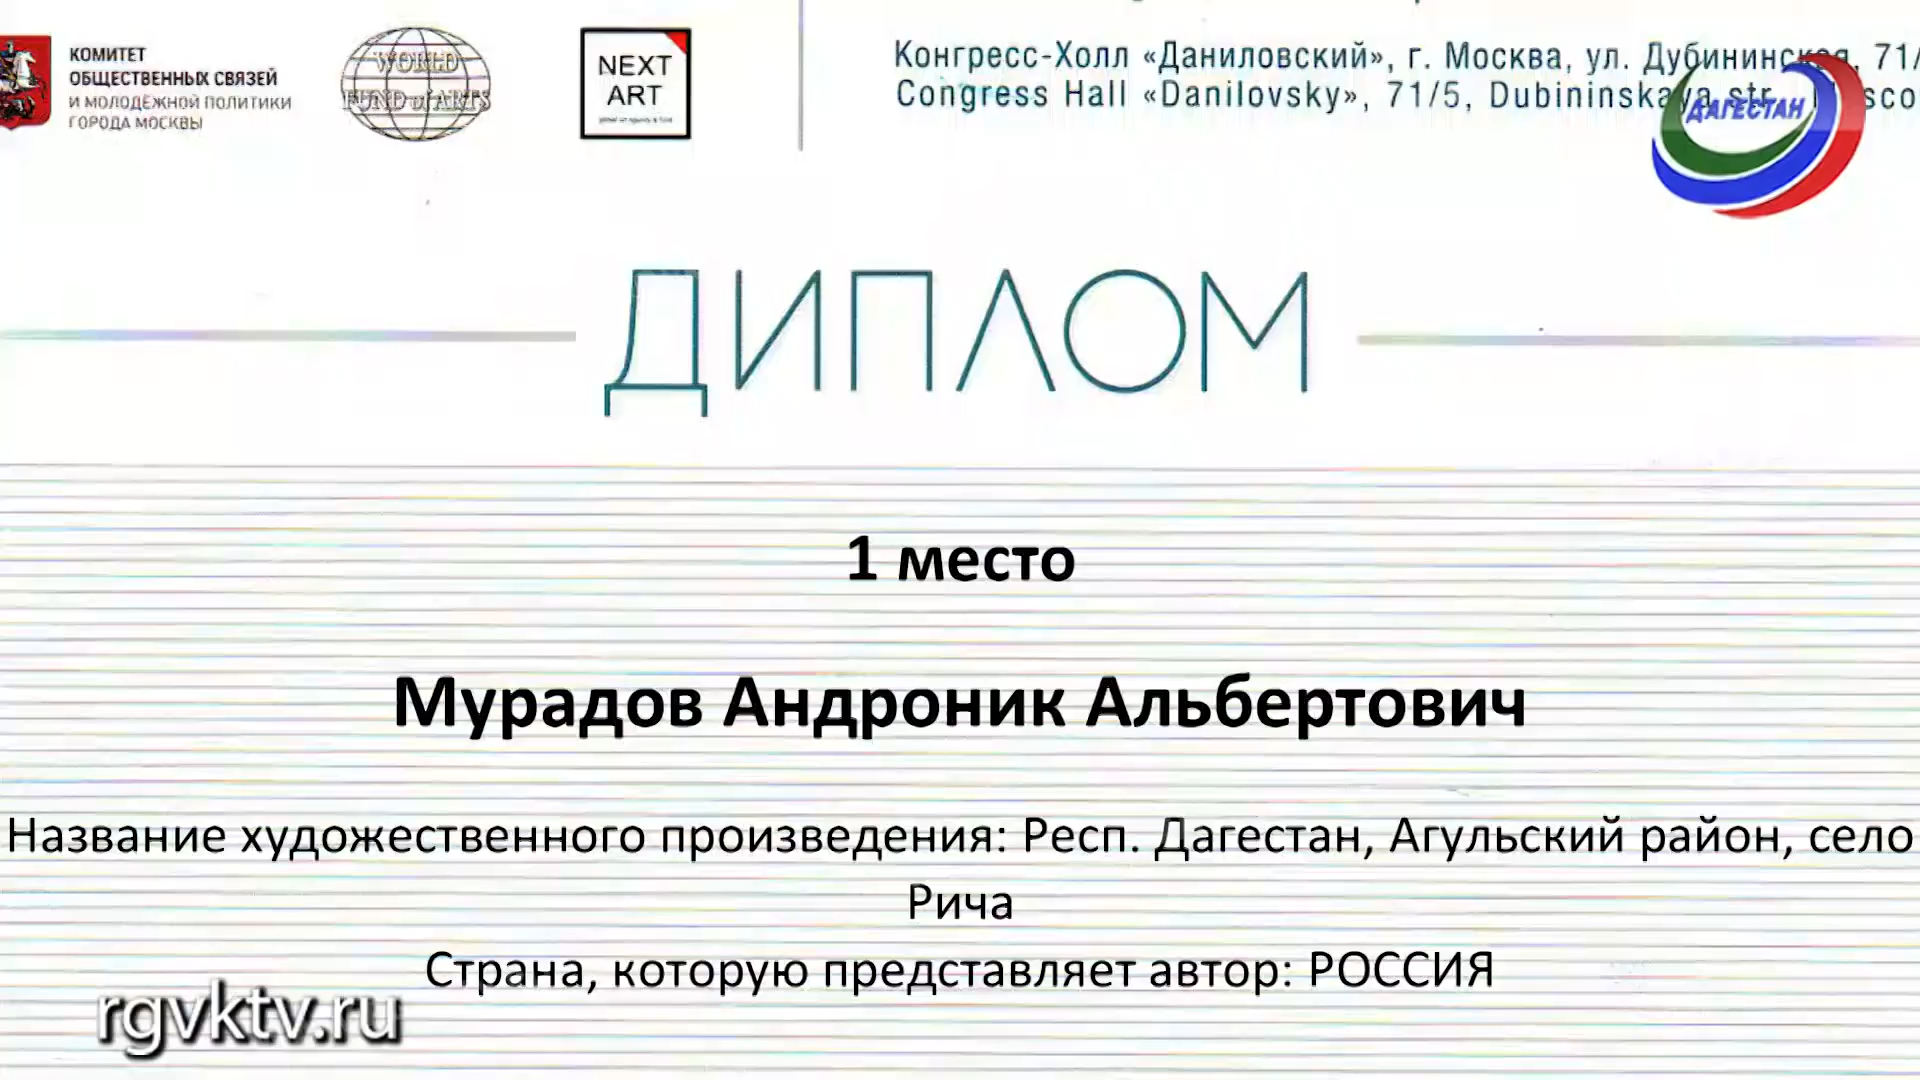 КОМИТЕТ
ОБЩЕСТВЕННЫХ СВЯЗЕЙ
И МОЛОДЁЖНОЙ ПОЛИТИКИ
ГОРОДА МОСКВЫ
WORLD
FUND of ARTS
NEXT
ART
Конгресс-Холл «Даниловский», г. Москва, ул. Дубининская, 71/
Congress Hall «Danilovsky», 71/5, Dubininskaya str.
ДАГЕСТАН
ДИПЛОМ
1 место
Мурадов Андроник Альбертович
Название художественного произведения: Респ. Дагестан, Агульский район, село
Рича
Страна, которую представляет автор: РОССИЯ
rgvktv.ru